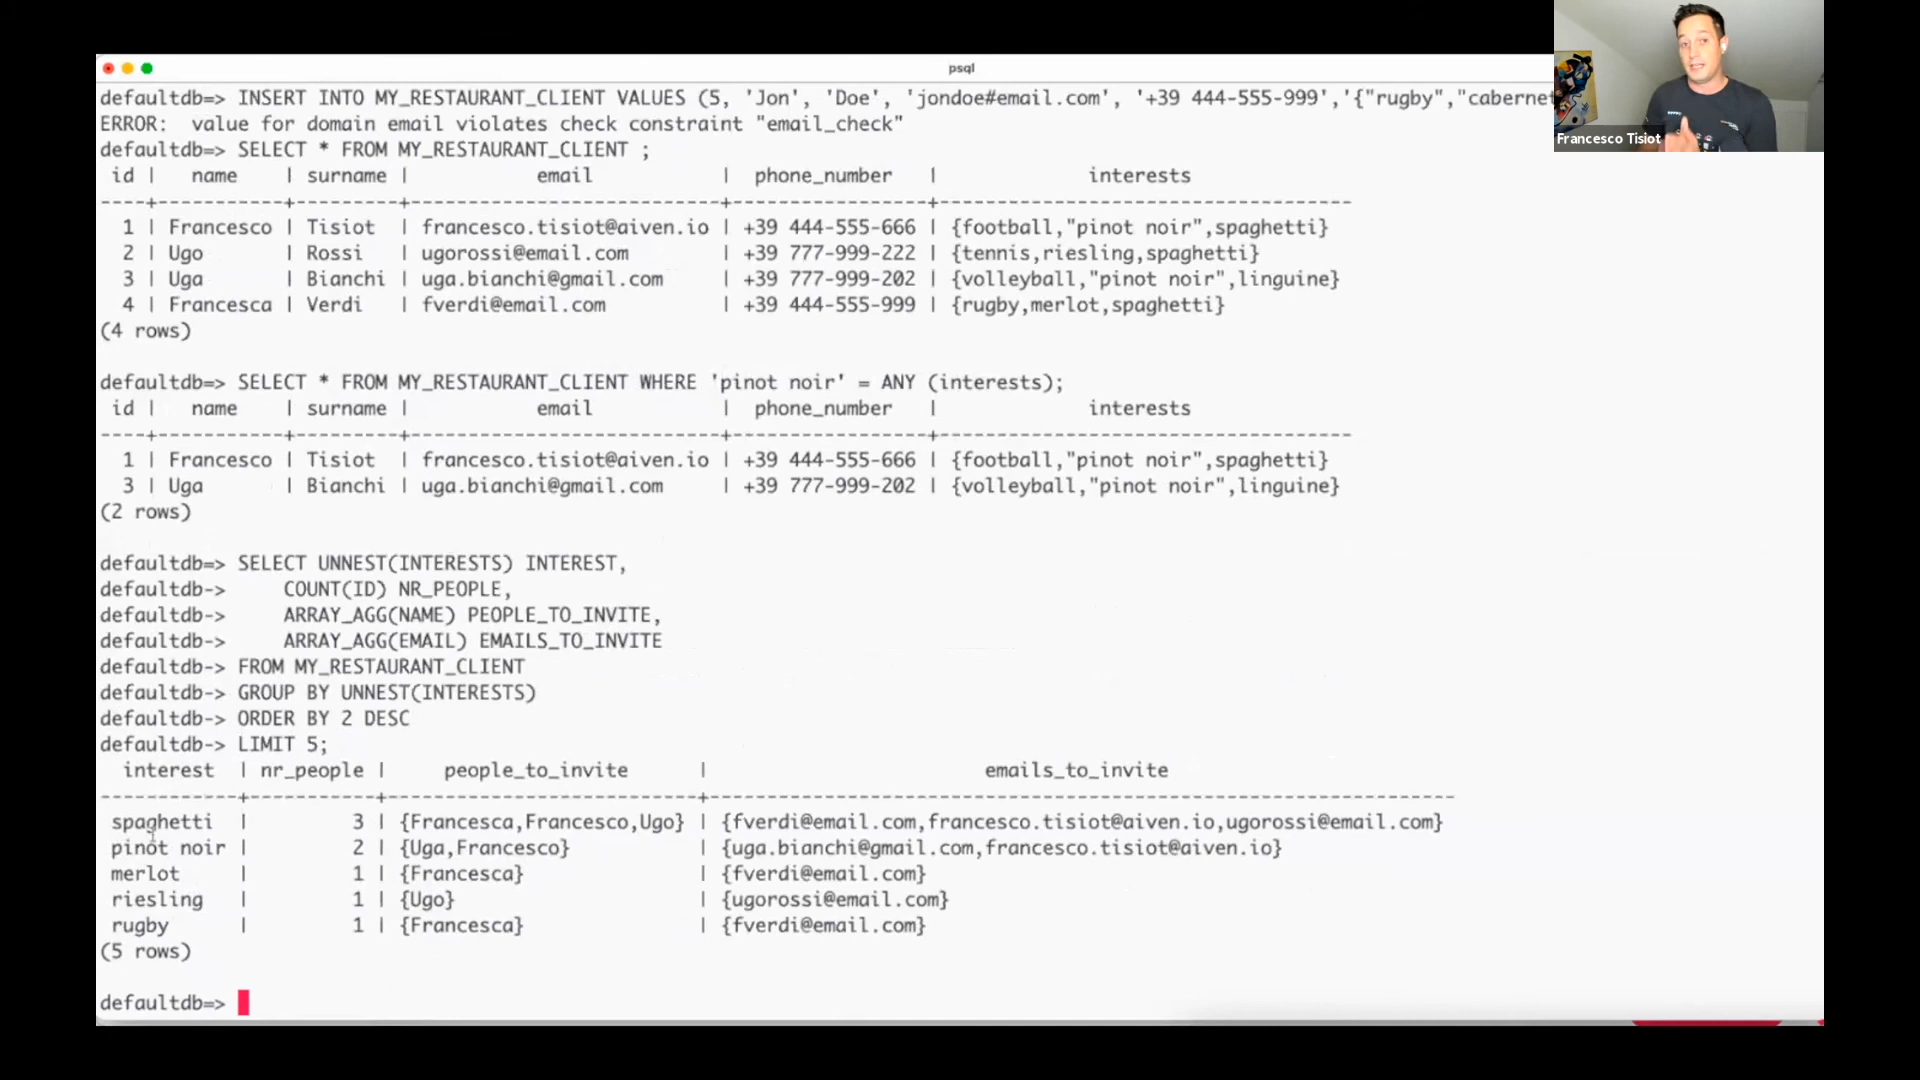 psql
defaultdb=> INSERT INTO MY_RESTAURANT_CLIENT VALUES (5, 'Jon', 'Doe', 'jondoe#email.com', '+39 444-555-999','{"rugby","cabernet
ERROR:  value for domain email violates check constraint "email_check"
defaultdb=> SELECT * FROM MY_RESTAURANT_CLIENT ;
 id |   name    | surname |           email           |  phone_number   |             interests
----+-----------+---------+---------------------------+-----------------+------------------------------------
  1 | Francesco | Tisiot  | francesco.tisiot@aiven.io | +39 444-555-666 | {football,"pinot noir",spaghetti}
  2 | Ugo       | Rossi   | ugorossi@email.com        | +39 777-999-222 | {tennis,riesling,spaghetti}
  3 | Uga       | Bianchi | uga.bianchi@gmail.com     | +39 777-999-202 | {volleyball,"pinot noir",linguine}
  4 | Francesca | Verdi   | fverdi@email.com          | +39 444-555-999 | {rugby,merlot,spaghetti}
(4 rows)
defaultdb=> SELECT * FROM MY_RESTAURANT_CLIENT WHERE 'pinot noir' = ANY (interests);
 id |   name    | surname |           email           |  phone_number   |             interests
----+-----------+---------+---------------------------+-----------------+------------------------------------
  1 | Francesco | Tisiot  | francesco.tisiot@aiven.io | +39 444-555-666 | {football,"pinot noir",spaghetti}
  3 | Uga       | Bianchi | uga.bianchi@gmail.com     | +39 777-999-202 | {volleyball,"pinot noir",linguine}
(2 rows)
defaultdb=> SELECT UNNEST(INTERESTS) INTEREST,
defaultdb->     COUNT(ID) NR_PEOPLE,
defaultdb->     ARRAY_AGG(NAME) PEOPLE_TO_INVITE,
defaultdb->     ARRAY_AGG(EMAIL) EMAILS_TO_INVITE
defaultdb-> FROM MY_RESTAURANT_CLIENT
defaultdb-> GROUP BY UNNEST(INTERESTS)
defaultdb-> ORDER BY 2 DESC
defaultdb-> LIMIT 5;
  interest  | nr_people |     people_to_invite      |                        emails_to_invite
------------+-----------+---------------------------+-----------------------------------------------------------------
 spaghetti  |         3 | {Francesca,Francesco,Ugo} | {fverdi@email.com,francesco.tisiot@aiven.io,ugorossi@email.com}
 pinot noir |         2 | {Uga,Francesco}           | {uga.bianchi@gmail.com,francesco.tisiot@aiven.io}
 merlot     |         1 | {Francesca}               | {fverdi@email.com}
 riesling   |         1 | {Ugo}                     | {ugorossi@email.com}
 rugby      |         1 | {Francesca}               | {fverdi@email.com}
(5 rows)
defaultdb=>
Francesco Tisiot